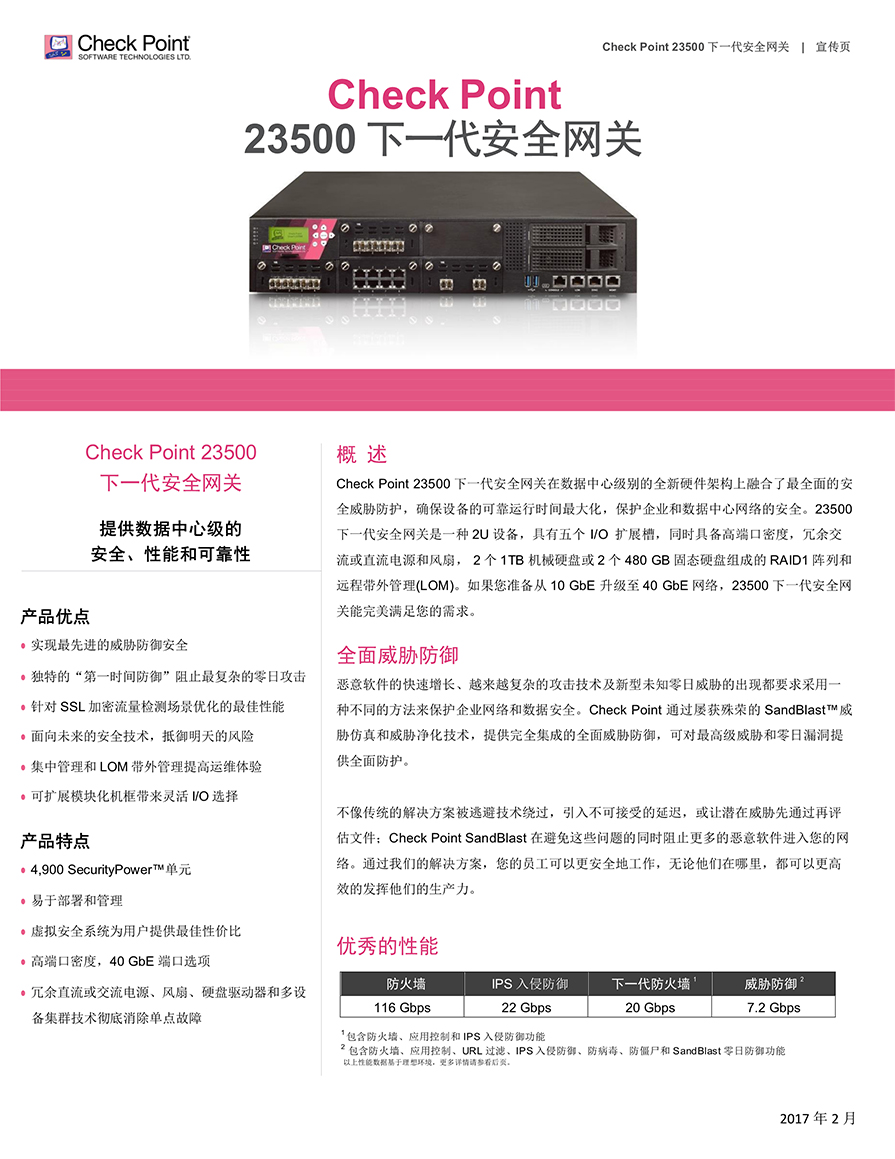 Check Point
SOFTWARE TECHNOLOGIES LTD.
Check Point 23500 下一代安全网关 | 宣传页
Check Point
23500 下一代安全网关
Check Point
Check Point 23500
下一代安全网关
提供数据中心级的
安全、性能和可靠性
产品优点
• 实现最先进的威胁防御安全
• 独特的“第一时间防御”阻止最复杂的零日攻击
• 针对 SSL 加密流量检测场景优化的最佳性能
• 面向未来的安全技术，抵御明天的风险
• 集中管理和 LOM 带外管理提高运维体验
• 可扩展模块化机框带来灵活 I/O 选择
产品特点
• 4,900 SecurityPower™单元
• 易于部署和管理
• 虚拟安全系统为用户提供最佳性价比
• 高端口密度，40 GbE 端口选项
• 冗余直流或交流电源、风扇、硬盘驱动器和多设
备集群技术彻底消除单点故障
概 述
Check Point 23500 下一代安全网关在数据中心级别的全新硬件架构上融合了最全面的安
全威胁防护，确保设备的可靠运行时间最大化，保护企业和数据中心网络的安全。23500
下一代安全网关是一种 2U 设备，具有五个 I/O 扩展槽，同时具备高端口密度，冗余交
流或直流电源和风扇， 2 个 1TB 机械硬盘或 2 个 480 GB 固态硬盘组成的 RAID1 阵列和
远程带外管理(LOM)。如果您准备从 10 GbE 升级至 40 GbE 网络，23500 下一代安全网
关能完美满足您的需求。
全面威胁防御
恶意软件的快速增长、越来越复杂的攻击技术及新型未知零日威胁的出现都要求采用一
种不同的方法来保护企业网络和数据安全。Check Point 通过屡获殊荣的 SandBlast™威
胁仿真和威胁净化技术，提供完全集成的全面威胁防御，可对最高级威胁和零日漏洞提
供全面防护。
不像传统的解决方案被逃避技术绕过，引入不可接受的延迟，或让潜在威胁先通过再评
估文件；Check Point SandBlast 在避免这些问题的同时阻止更多的恶意软件进入您的网
络。通过我们的解决方案，您的员工可以更安全地工作，无论他们在哪里，都可以更高
效的发挥他们的生产力。
优秀的性能
防火墙 IPS 入侵防御 下一代防火墙 1 威胁防御 2
116 Gbps 22 Gbps 20 Gbps 7.2 Gbps
1 包含防火墙、应用控制和 IPS 入侵防御功能
2 包含防火墙、应用控制、URL 过滤、IPS 入侵防御、防病毒、防僵尸和 SandBlast 零日防御功能
以上性能数据基于理想环境，更多详情请参看后页。
2017 年 2 月